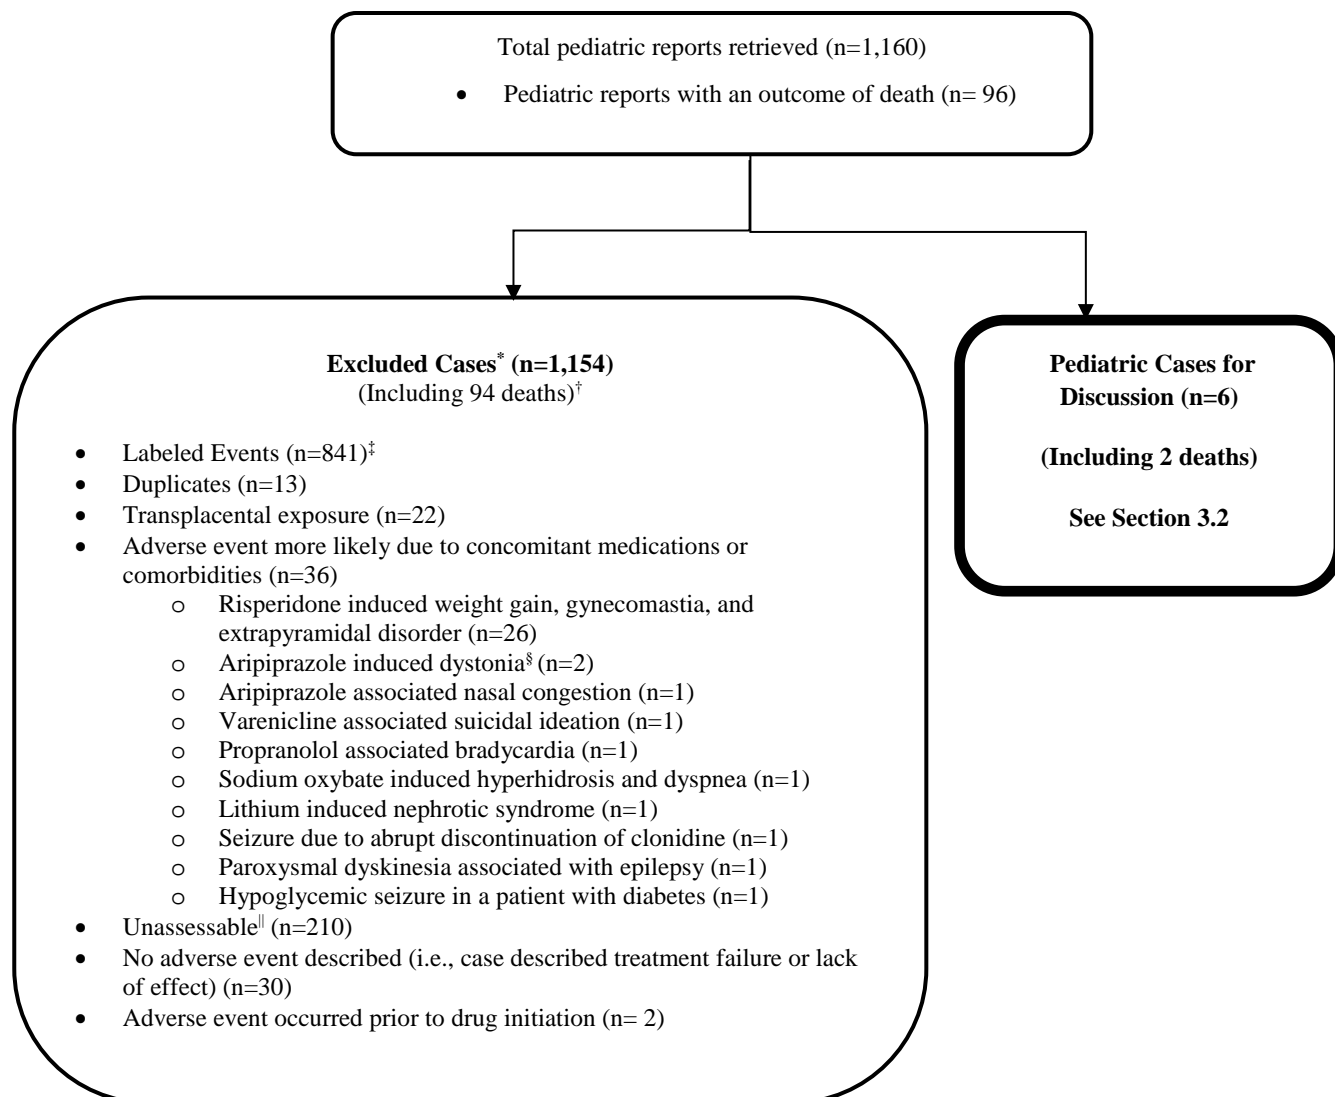 Total pediatric reports retrieved (n=1,160)
• Pediatric reports with an outcome of death (n= 96)
Excluded Cases* (n=1,154)
(Including 94 deaths)†
• Labeled Events (n=841)‡
• Duplicates (n=13)
• Transplacental exposure (n=22)
• Adverse event more likely due to concomitant medications or
comorbidities (n=36)
o Risperidone induced weight gain, gynecomastia, and
extrapyramidal disorder (n=26)
o Aripiprazole induced dystonia§ (n=2)
o Aripiprazole associated nasal congestion (n=1)
o Varenicline associated suicidal ideation (n=1)
o Propranolol associated bradycardia (n=1)
o Sodium oxybate induced hyperhidrosis and dyspnea (n=1)
o Lithium induced nephrotic syndrome (n=1)
o Seizure due to abrupt discontinuation of clonidine (n=1)
o Paroxysmal dyskinesia associated with epilepsy (n=1)
o Hypoglycemic seizure in a patient with diabetes (n=1)
• Unassessable‖ (n=210)
• No adverse event described (i.e., case described treatment failure or lack
of effect) (n=30)
• Adverse event occurred prior to drug initiation (n= 2)
Pediatric Cases for
Discussion (n=6)
(Including 2 deaths)
See Section 3.2